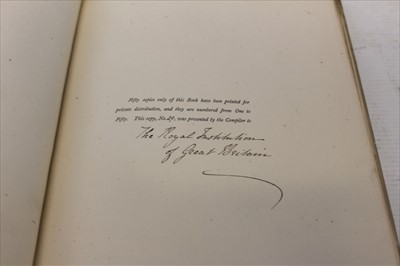 Fifty copies only of this Book have been printed for
private distribution, and they are numbered from One to
Fifty. This copy, No. , was presented by the Compiler to
The Royal Institution
of Great Britain